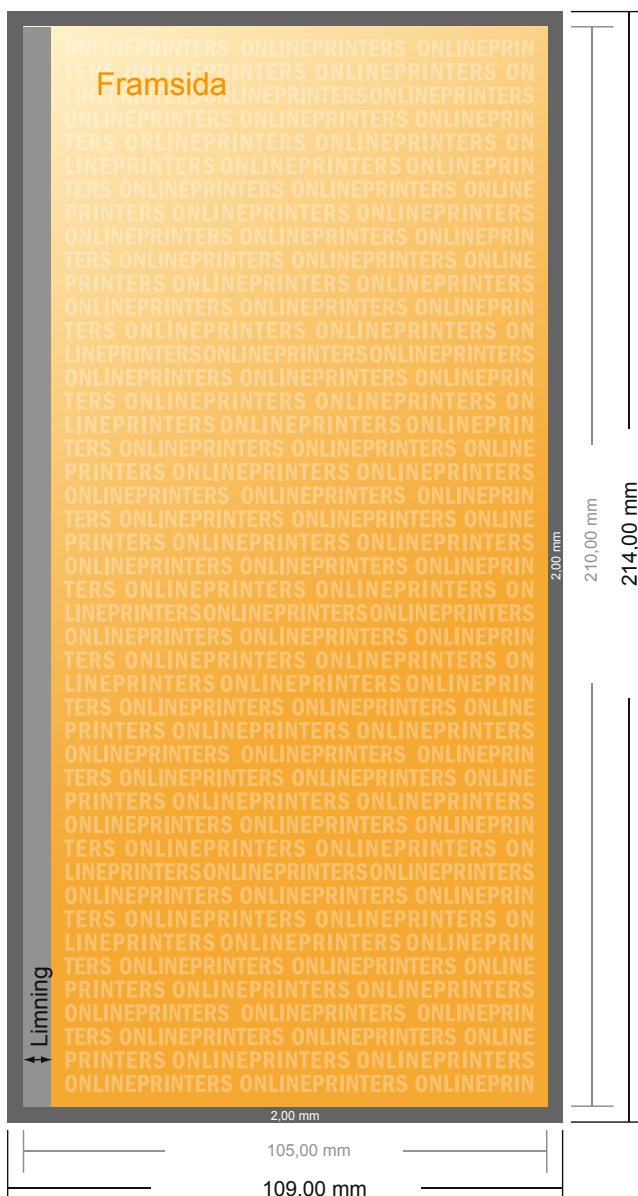 ONLINEPRINTERS ONLINEPRINTERS ONLINEPRIN
TERS ONLINEPRINTERS ONLINEPRINTERS ON
Framsida
LINEPRINTERSONLINEPRINTERSONLINEPRINTERS
ONLINEPRINTERS ONLINEPRINTERS ONLINEPRIN
TERS ONLINEPRINTERS ONLINEPRINTERS ON
LINEPRINTERS ONLINEPRINTERS ONLINEPRIN
TERS ONLINEPRINTERS ONLINEPRINTERS ONLINE
PRINTERS ONLINEPRINTERS ONLINEPRINTERS
ONLINEPRINTERS ONLINEPRINTERS ONLINEPRIN
TERS ONLINEPRINTERS ONLINEPRINTERS ONLINE
PRINTERS ONLINEPRINTERS ONLINEPRINTERS
ONLINEPRINTERS ONLINEPRINTERS ONLINEPRIN
TERS ONLINEPRINTERS ONLINEPRINTERS ON
LINEPRINTERSONLINEPRINTERSONLINEPRINTERS
ONLINEPRINTERS ONLINEPRINTERS ONLINEPRIN
TERS ONLINEPRINTERS ONLINEPRINTERS ON
LINEPRINTERS ONLINEPRINTERS ONLINEPRIN
TERS ONLINEPRINTERS ONLINEPRINTERS ONLINE
PRINTERS ONLINEPRINTERS ONLINEPRINTERS
ONLINEPRINTERS ONLINEPRINTERS ONLINEPRIN
TERS ONLINEPRINTERS ONLINEPRINTERS ONLINE
PRINTERS ONLINEPRINTERS ONLINEPRINTERS
ONLINEPRINTERS ONLINEPRINTERS ONLINEPRIN
TERS ONLINEPRINTERS ONLINEPRINTERS ON
LINEPRINTERSONLINEPRINTERSONLINEPRINTERS
ONLINEPRINTERS ONLINEPRINTERS ONLINEPRIN
TERS ONLINEPRINTERS ONLINEPRINTERS ON
LINEPRINTERS ONLINEPRINTERS ONLINEPRIN
TERS ONLINEPRINTERS ONLINEPRINTERS ONLINE
PRINTERS ONLINEPRINTERS ONLINEPRINTERS
ONLINEPRINTERS ONLINEPRINTERS ONLINEPRIN
TERS ONLINEPRINTERS ONLINEPRINTERS ONLINE
PRINTERS ONLINEPRINTERS ONLINEPRINTERS
ONLINEPRINTERS ONLINEPRINTERS ONLINEPRIN
TERS ONLINEPRINTERS ONLINEPRINTERS ON
LINEPRINTERSONLINEPRINTERSONLINEPRINTERS
ONLINEPRINTERS ONLINEPRINTERS ONLINEPRIN
TERS ONLINEPRINTERS ONLINEPRINTERS ON
LINEPRINTERS ONLINEPRINTERS ONLINEPRIN
TERS ONLINEPRINTERS ONLINEPRINTERS ONLINE
PRINTERS ONLINEPRINTERS ONLINEPRINTERS
ONLINEPRINTERS ONLINEPRINTERS ONLINEPRIN
TERS ONLINEPRINTERS ONLINEPRINTERS ONLINE
PRINTERS ONLINEPRINTERS ONLINEPRINTERS
ONLINEPRINTERS ONLINEPRINTERS ONLINEPRIN
Limning
2,00 mm
210,00 mm
214,00 mm
2,00 mm
105,00 mm
109,00 mm